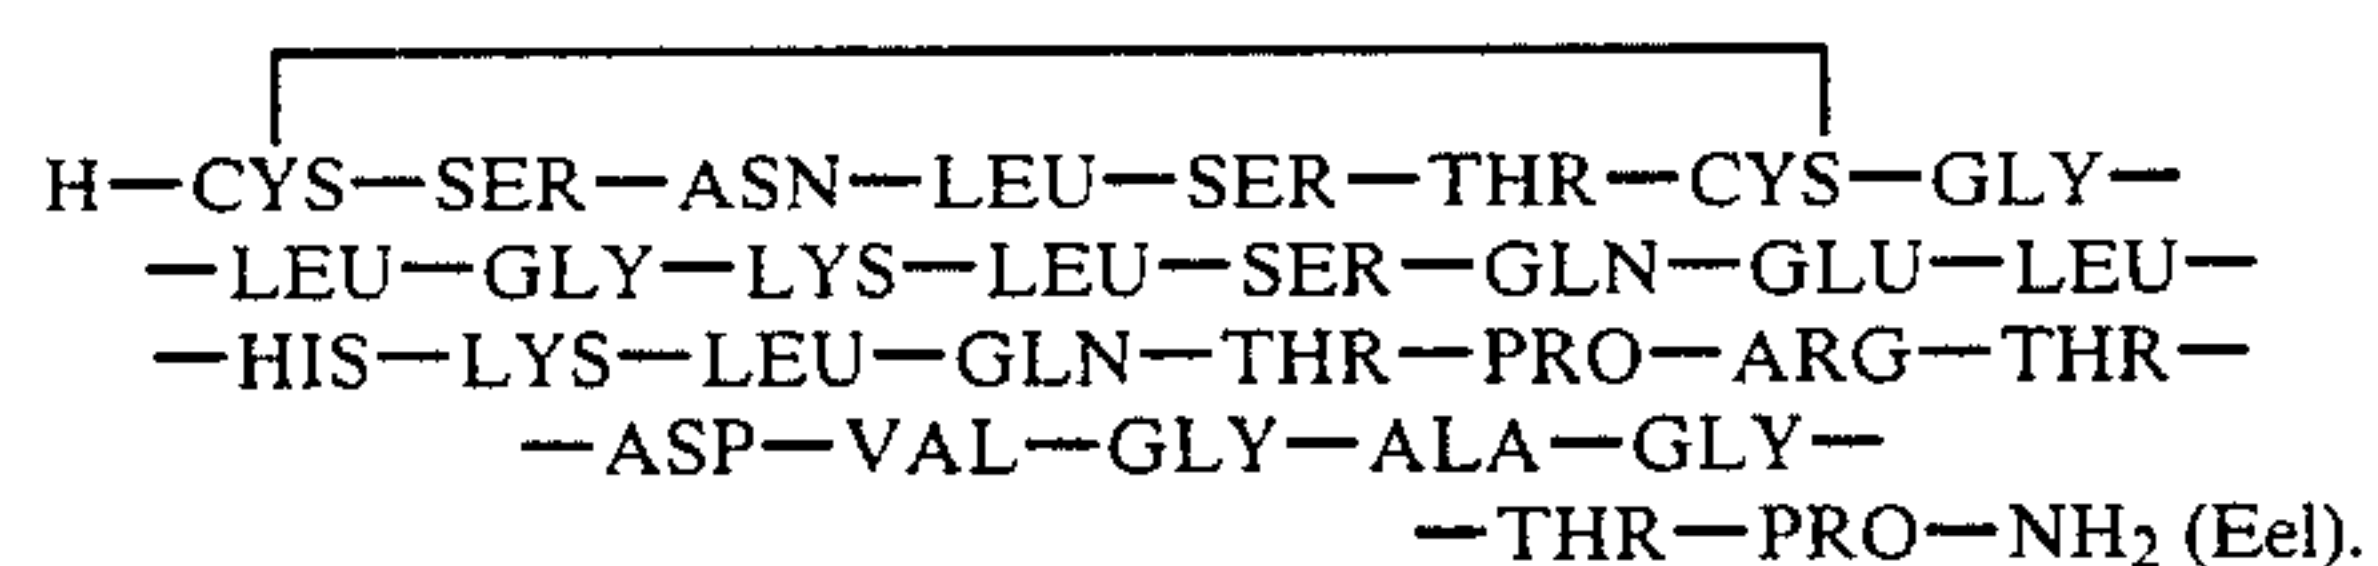 H—CYS—SER—ASN—LEU—SER—THR—CYS—GLY—
—LEU—GLY—LYS—LEU—SER—GLN—GLU—LEU—
—HIS—LYS—LEU—GLN—THR—PRO—ARG—THR—
—ASP—VAL—GLY—ALA—GLY—
—THR—PRO—NH₂ (Eel).